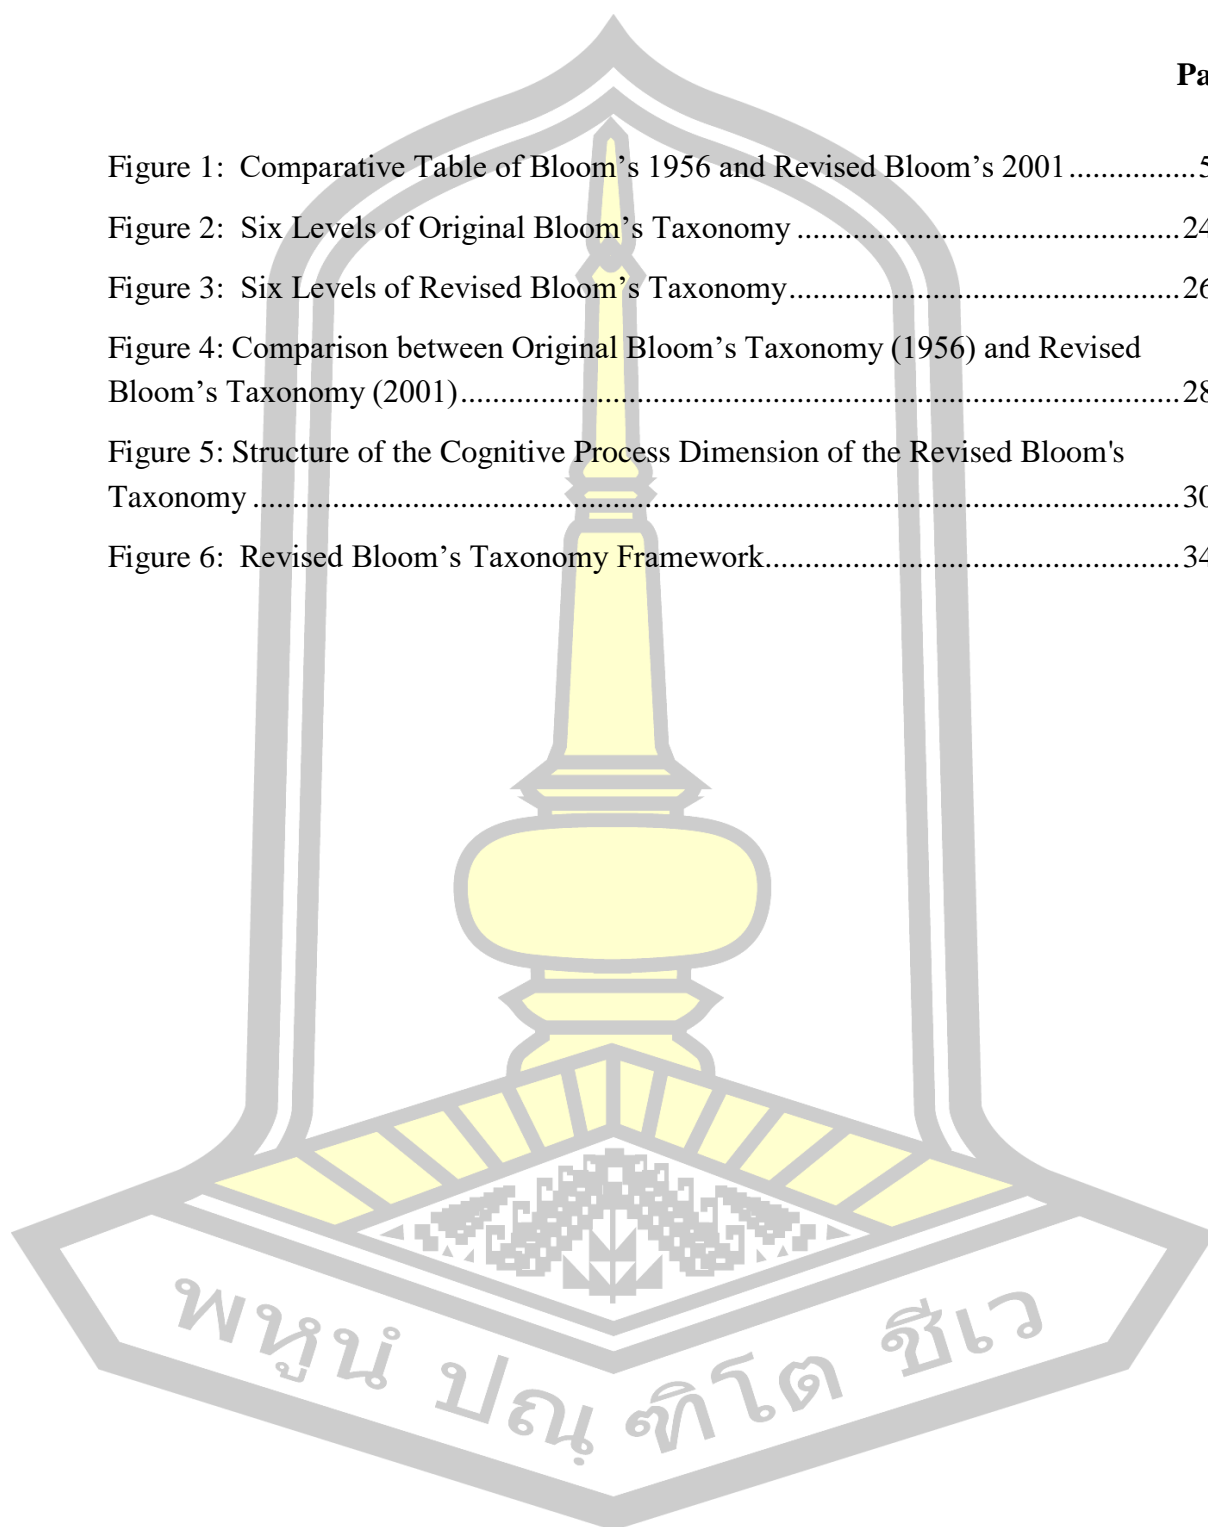 Pa
Figure 1:  Comparative Table of Bloom’s 1956 and Revised Bloom’s 2001...............5
Figure 2:  Six Levels of Original Bloom’s Taxonomy ..............................................24
Figure 3:  Six Levels of Revised Bloom’s Taxonomy...............................................26
Figure 4: Comparison between Original Bloom’s Taxonomy (1956) and Revised
Bloom’s Taxonomy (2001).......................................................................................28
Figure 5: Structure of the Cognitive Process Dimension of the Revised Bloom's
Taxonomy ................................................................................................................30
Figure 6:  Revised Bloom’s Taxonomy Framework..................................................34
พหูนํ ปณฺฑิโต ชีเว